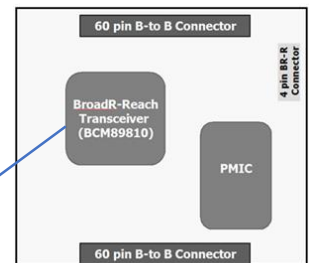 60 pin B-to B Connector
4 pin BR-R
Connector
BroadR-Reach
Transceiver
(BCM89810)
PMIC
60 pin B-to B Connector